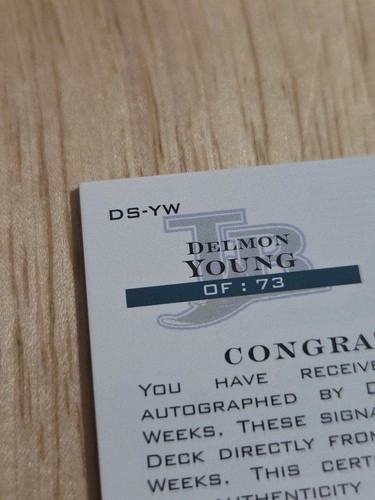 DS-YW
TB
DELMON
YOUNG
OF : 73
CONGRA
YOU HAVE RECEIVE
AUTOGRAPHED BY D
WEEKS. THESE SIGNA
DECK DIRECTLY FROM
WEEKS. THIS CERT
AUTHENTICITY